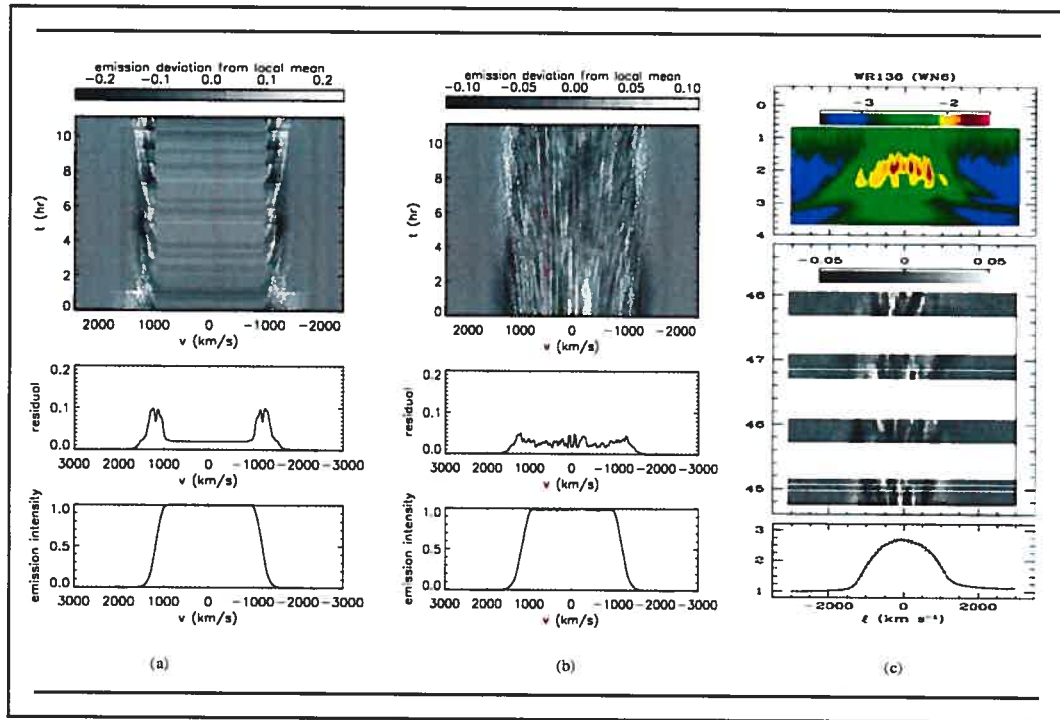 emission deviation from local mean
-0.2 -0.1 0.0 0.1 0.2
10
8
6
4
2
0
t (hr)
2000 1000 0 -1000 -2000
v (km/s)
0.2
0.1
0.0
residual
3000 2000 1000 0 -1000 -2000 -3000
v (km/s)
1.0
0.5
0.0
emission intensity
3000 2000 1000 0 -1000 -2000 -3000
v (km/s)
(a)
emission deviation from local mean
-0.10 -0.05 0.00 0.05 0.10
10
8
6
4
2
0
t (hr)
2000 1000 0 -1000 -2000
v (km/s)
0.2
0.1
0.0
residual
3000 2000 1000 0 -1000 -2000 -3000
v (km/s)
1.0
0.5
0.0
emission intensity
3000 2000 1000 0 -1000 -2000 -3000
v (km/s)
(b)
WR136 (WN6)
-3 -2
0
1
2
3
4
-0.05 0 0.05
48
47
46
45
3
2
1
-2000 0 2000
ξ (km s⁻¹)
(c)